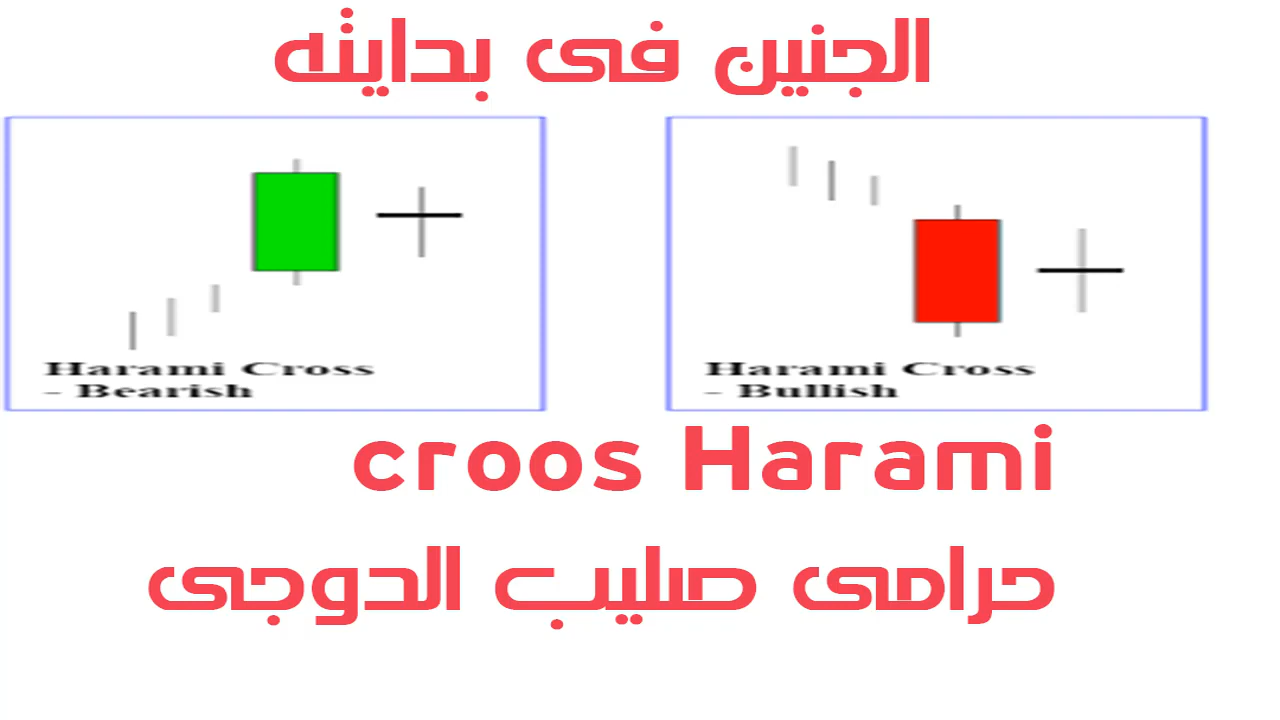 الجنين فى بدايته
Harami Cross
- Bearish
Harami Cross
- Bullish
croos Harami
حرامى صليب الدوجى